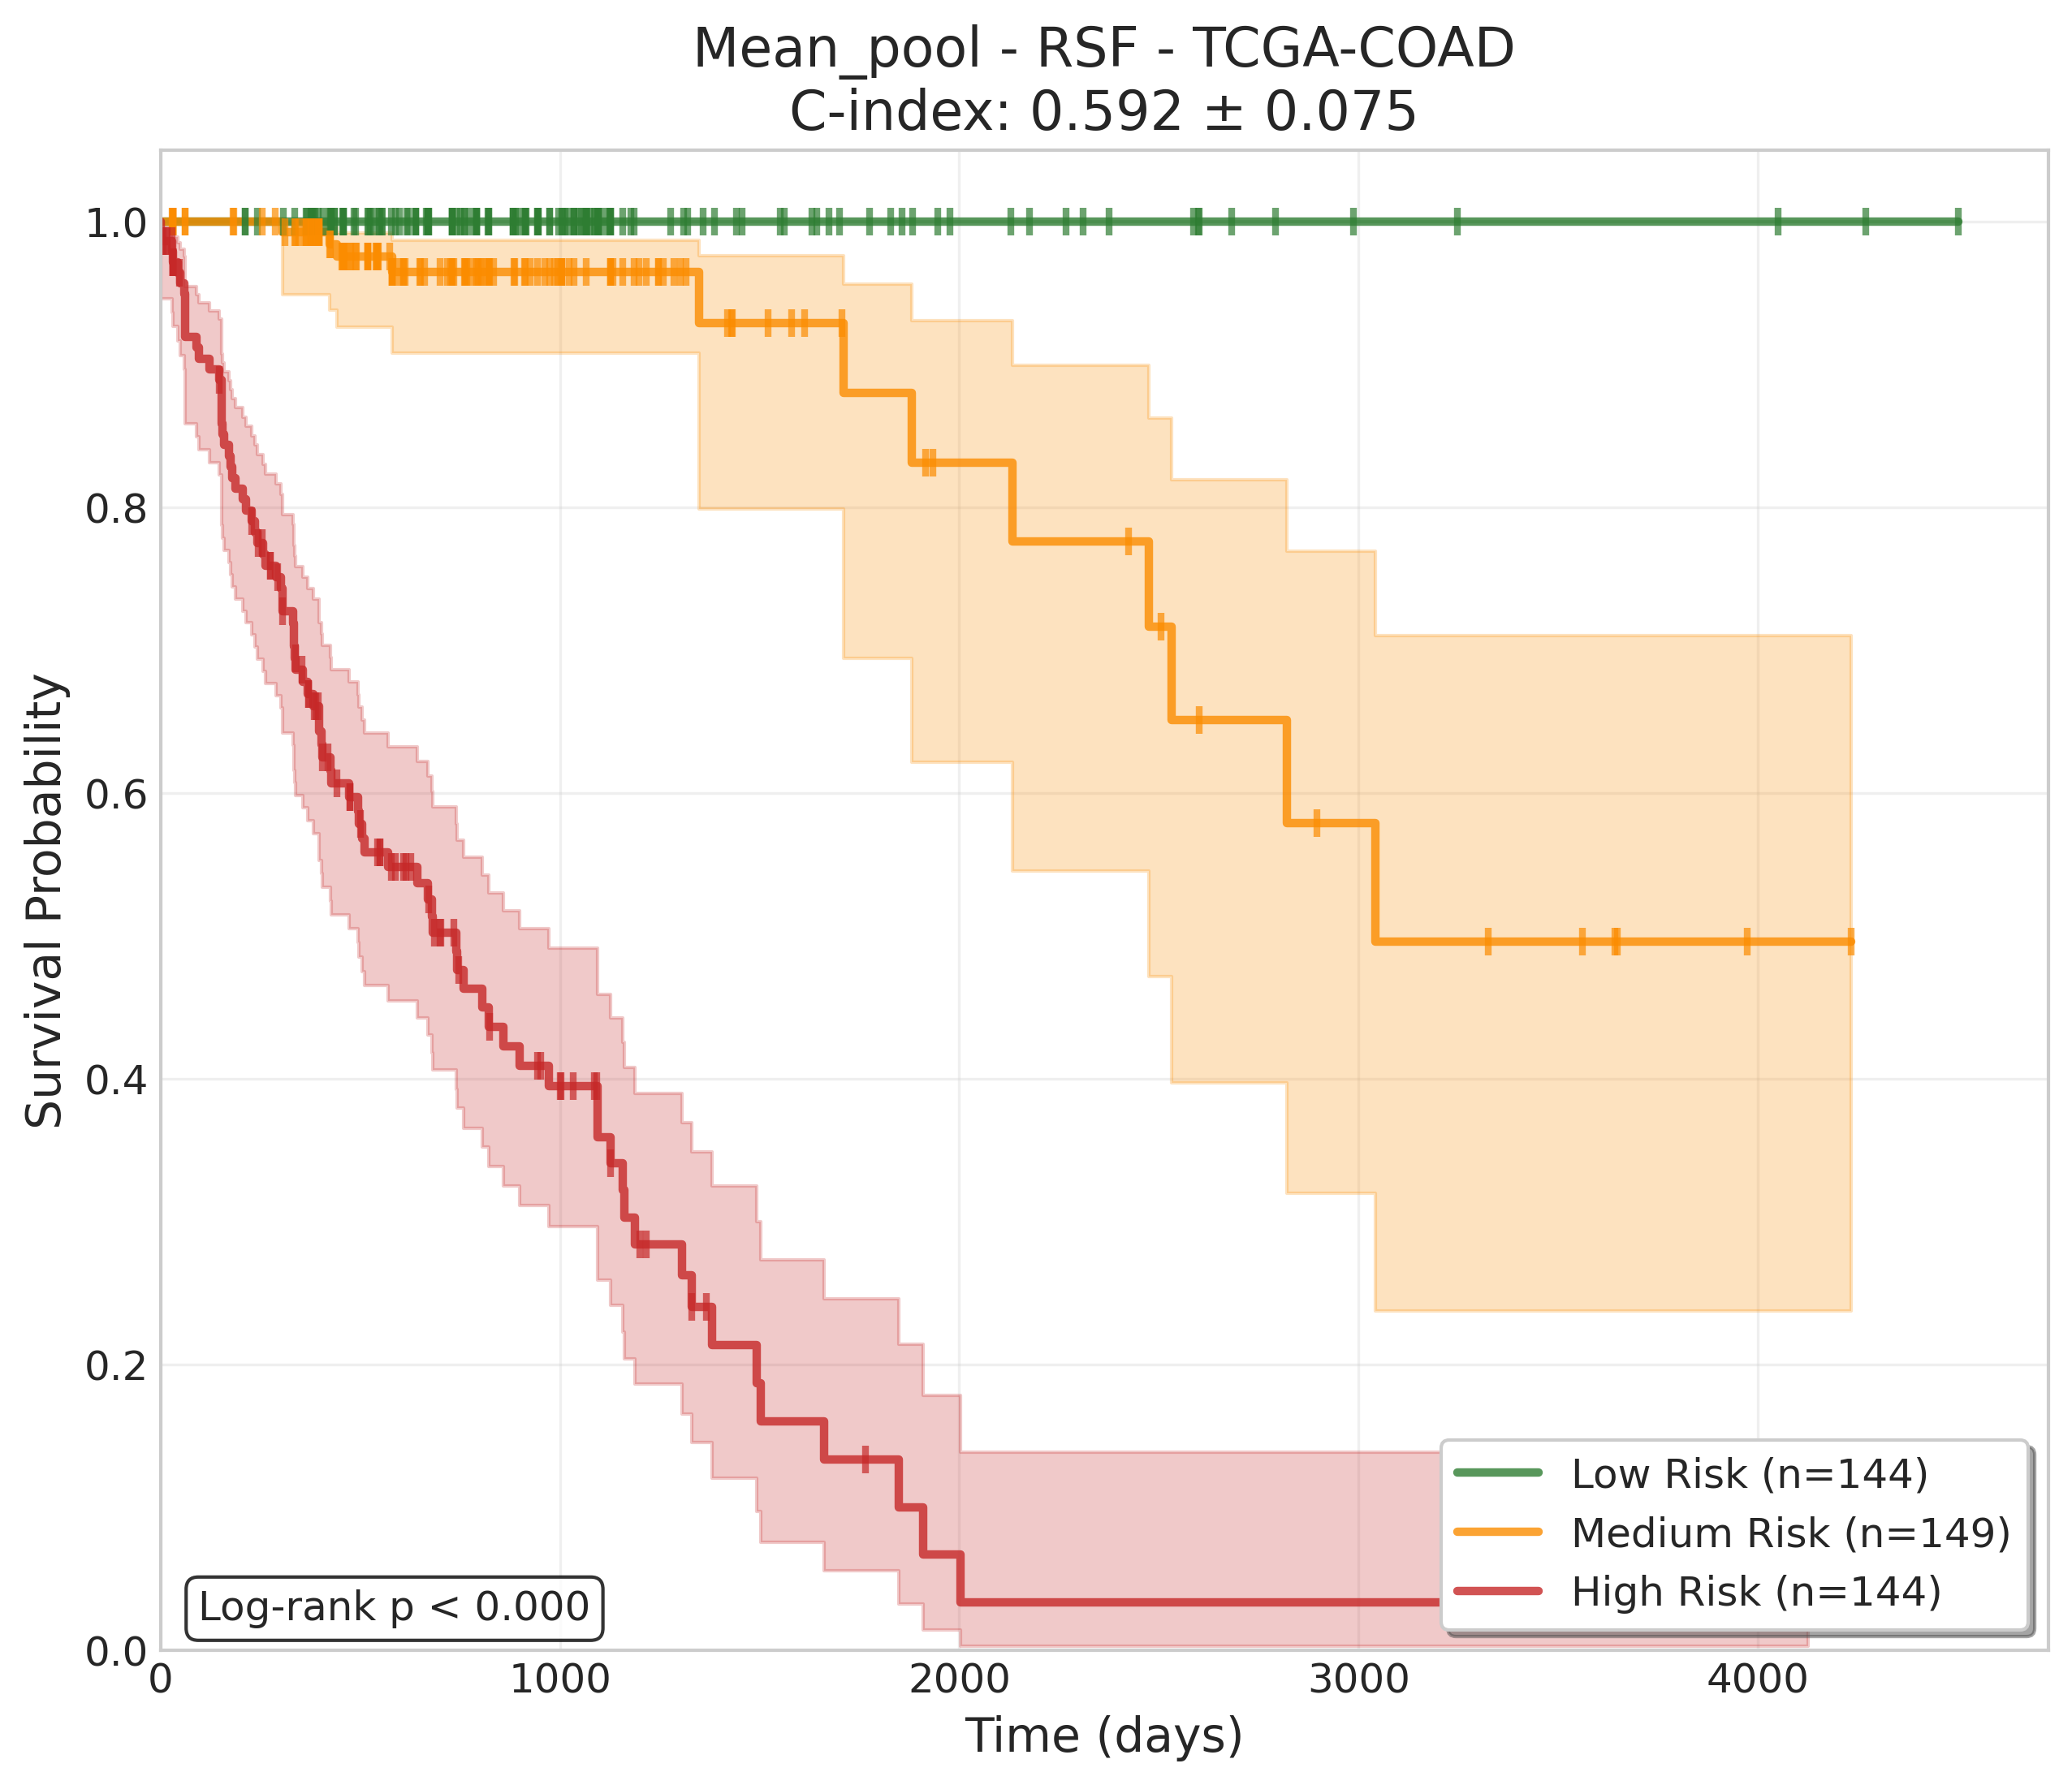 Mean_pool - RSF - TCGA-COAD
C-index: 0.592 ± 0.075
Survival Probability
1.0
0.8
0.6
0.4
0.2
0.0
0
1000
2000
3000
4000
Time (days)
Log-rank p < 0.000
Low Risk (n=144)
Medium Risk (n=149)
High Risk (n=144)